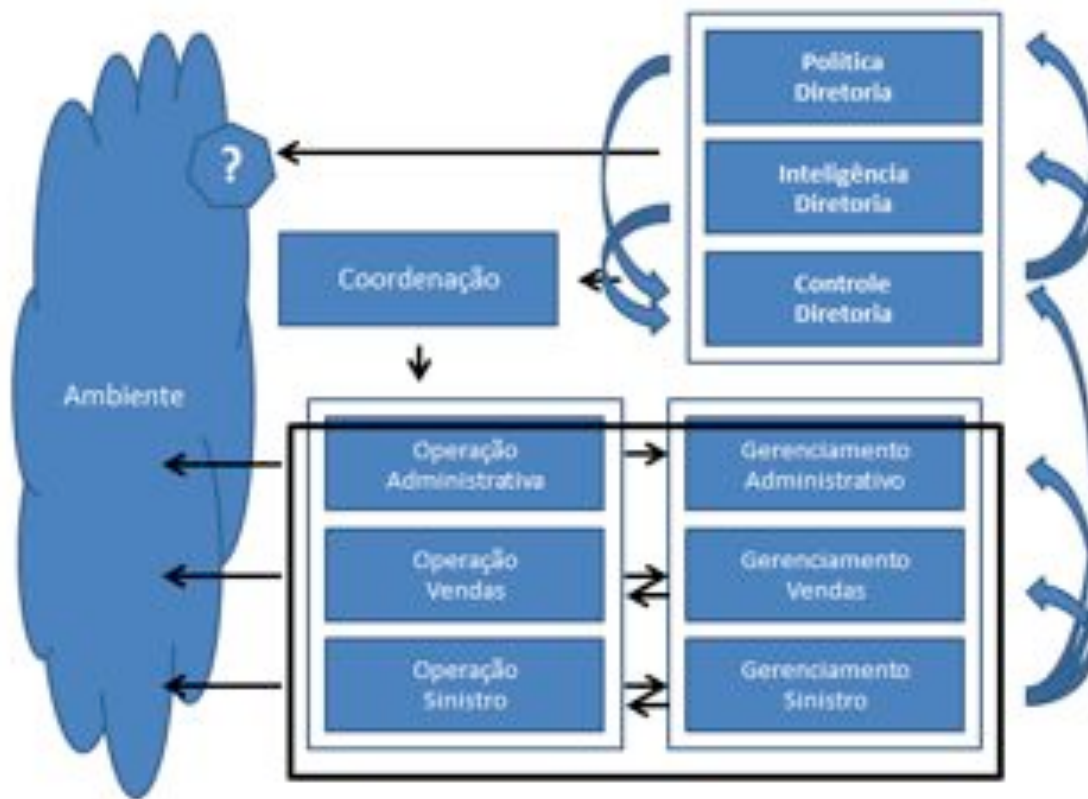 Política
Diretoria
?
Inteligência
Diretoria
Coordenação
Controle
Diretoria
Ambiente
Operação
Administrativa
Gerenciamento
Administrativo
Operação
Vendas
Gerenciamento
Vendas
Operação
Sinistro
Gerenciamento
Sinistro